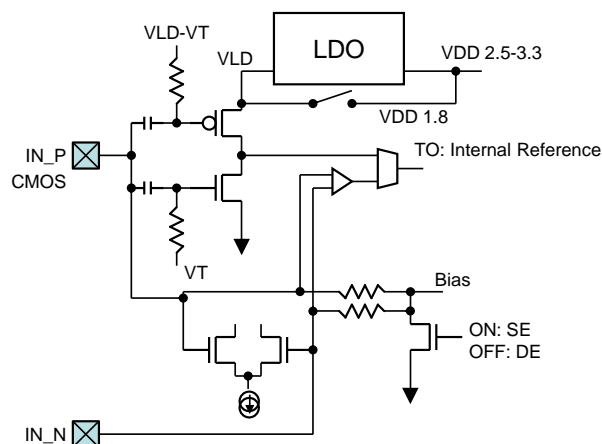 VLD-VT
LDO
VLD
VDD 2.5-3.3
VDD 1.8
IN_P
CMOS
TO: Internal Reference
VT
Bias
ON: SE
OFF: DE
IN_N